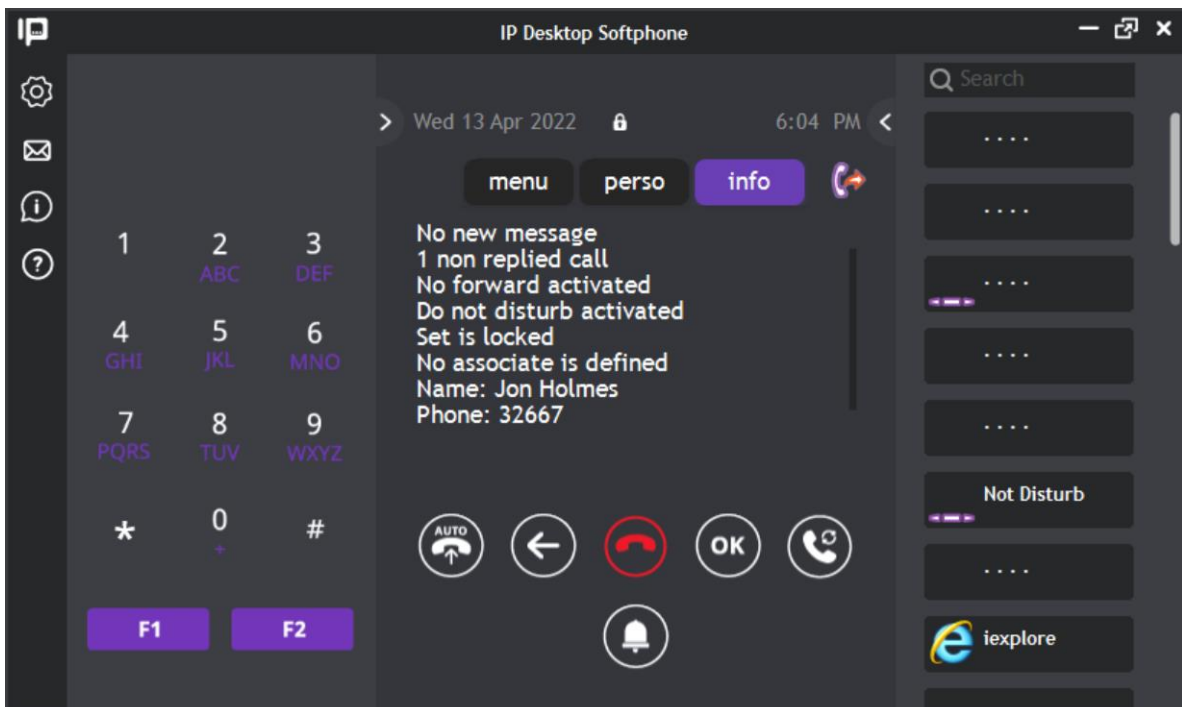 IP Desktop Softphone
Wed 13 Apr 2022 6:04 PM
menu perso info
No new message
1 non replied call
No forward activated
Do not disturb activated
Set is locked
No associate is defined
Name: Jon Holmes
Phone: 32667
1 2 3
ABC DEF
4 5 6
GHI JKL MNO
7 8 9
PQRS TUV WXYZ
* 0 #
+
F1 F2
AUTO OK
Search
. . . .
. . . .
. . . .
. . . .
. . . .
Not Disturb
. . . .
iexplore